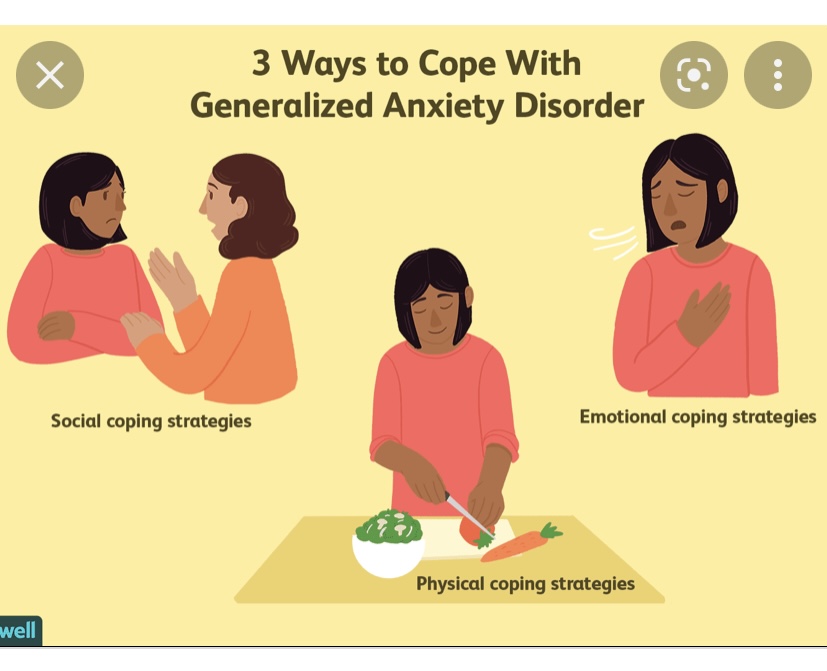 3 Ways to Cope With
Generalized Anxiety Disorder
Social coping strategies
Emotional coping strategies
Physical coping strategies
well